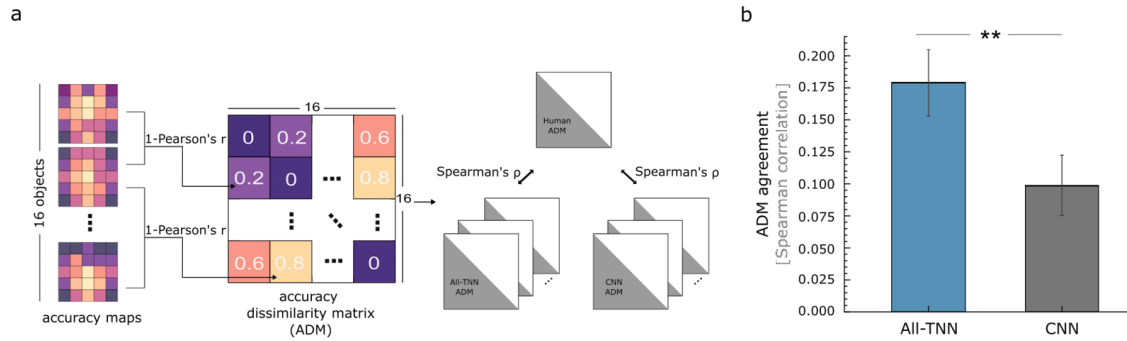 a
16 objects
accuracy maps
1-Pearson's r
1-Pearson's r
16
0 0.2 0.6
0.2 0 ... 0.8
0.6 0.8 ... 0
16
accuracy
dissimilarity matrix
(ADM)
Human
ADM
Spearman's ρ
Spearman's ρ
All-TNN
ADM
...
CNN
ADM
...
b
ADM agreement
[Spearman correlation]
0.200
0.175
0.150
0.125
0.100
0.075
0.050
0.025
0.000
**
All-TNN
CNN